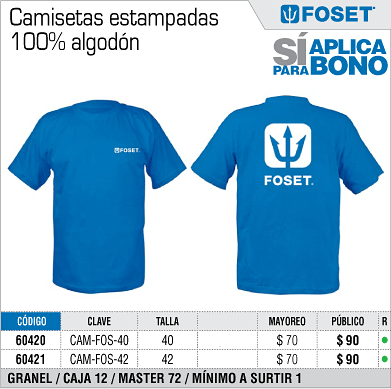 Camisetas estampadas
100% algodón
FOSET®
SÍ APLICA
PARA BONO
FOSET®
FOSET®
CÓDIGO CLAVE TALLA MAYOREO PÚBLICO R
60420 CAM-FOS-40 40 $ 70 $ 90
60421 CAM-FOS-42 42 $ 70 $ 90
GRANEL / CAJA 12 / MASTER 72 / MÍNIMO A SURTIR 1